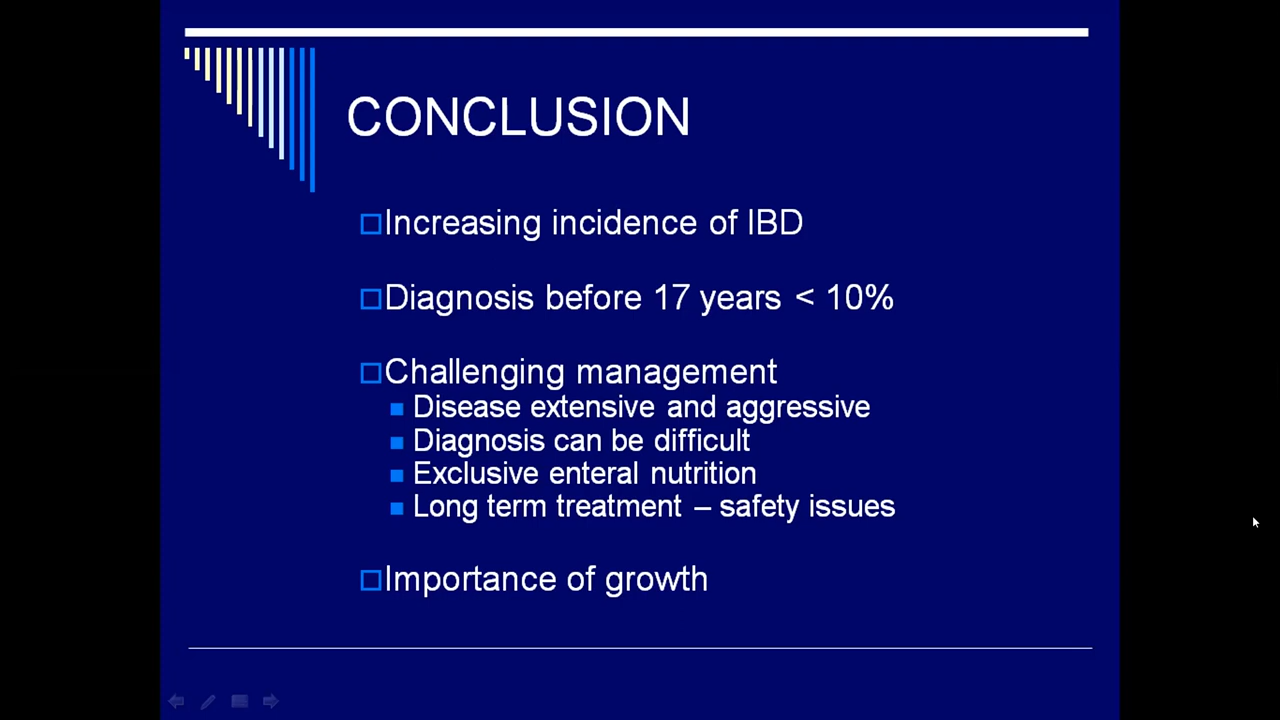 CONCLUSION
Increasing incidence of IBD
Diagnosis before 17 years < 10%
Challenging management
Disease extensive and aggressive
Diagnosis can be difficult
Exclusive enteral nutrition
Long term treatment – safety issues
Importance of growth